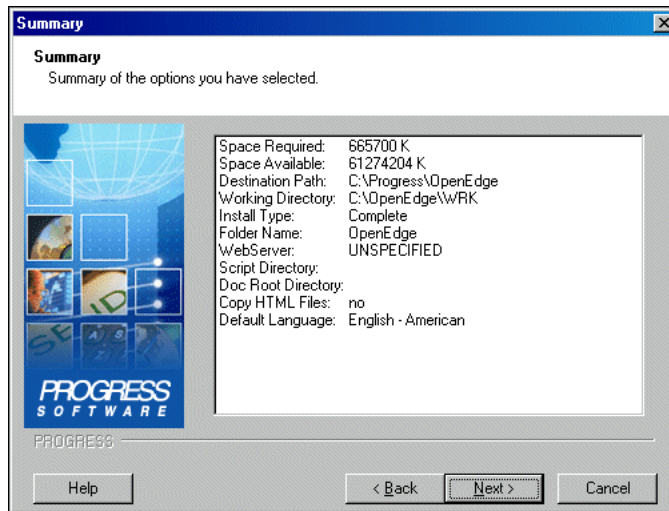 Summary
Summary
Summary of the options you have selected.
Space Required: 665700 K
Space Available: 61274204 K
Destination Path: C:\Progress\OpenEdge
Working Directory: C:\OpenEdge\WRK
Install Type: Complete
Folder Name: OpenEdge
WebServer: UNSPECIFIED
Script Directory:
Doc Root Directory:
Copy HTML Files: no
Default Language: English - American
SEND
PROGRESS
SOFTWARE
PROGRESS
Help
< Back
Next >
Cancel